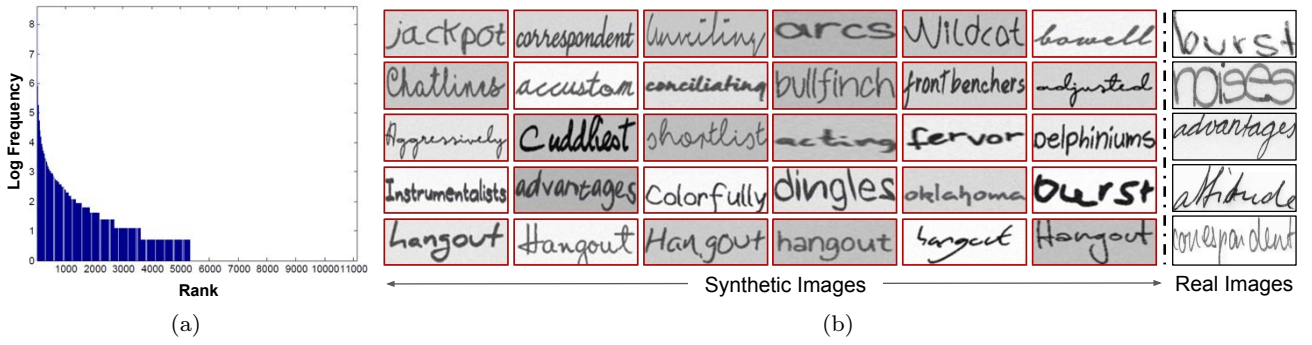 Log Frequency
8
7
6
5
4
3
2
1
0
1000 2000 3000 4000 5000 6000 7000 8000 9000 10000 11000
Rank
(a)
jackpot correspondent Unveiling arcs Wildcat bowell burst
Chatlines accustom conciliating bullfinch frontbenchers adjusted noises
Aggressively Cuddliest shortlist acting fervor Delphiniums advantages
Instrumentalists advantages Colorfully dingles oklahoma burst attitude
hangout Hangout Hangout hangout hangout Hangout correspondent
Synthetic Images Real Images
(b)